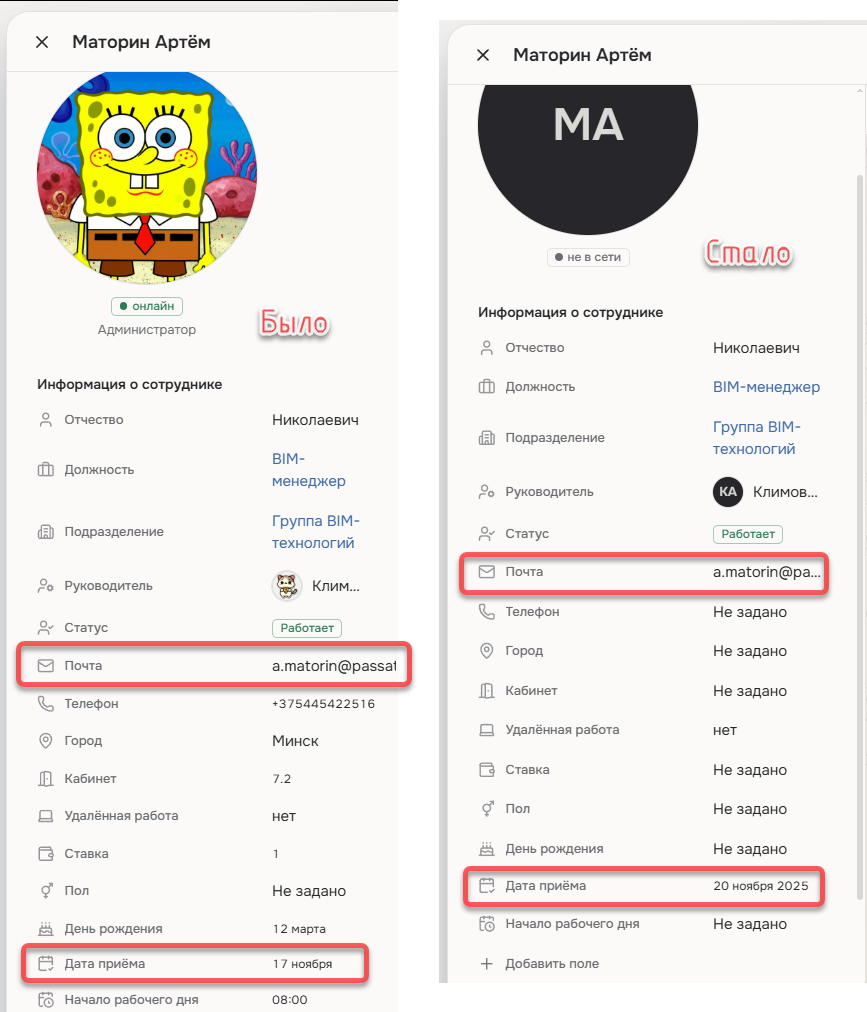 Маторин Артём
онлайн
Администратор
Было
Информация о сотруднике
Отчество Николаевич
Должность BIM-
менеджер
Подразделение Группа BIM-
технологий
Руководитель Клим...
Статус Работает
Почта a.matorin@passat
Телефон +375445422516
Город Минск
Кабинет 7.2
Удалённая работа нет
Ставка 1
Пол Не задано
День рождения 12 марта
Дата приёма 17 ноября
Начало рабочего дня 08:00
Маторин Артём
МА
не в сети
Стало
Информация о сотруднике
Отчество Николаевич
Должность BIM-менеджер
Подразделение Группа BIM-
технологий
Руководитель КА Климов...
Статус Работает
Почта a.matorin@pa...
Телефон Не задано
Город Не задано
Кабинет Не задано
Удалённая работа нет
Ставка Не задано
Пол Не задано
День рождения Не задано
Дата приёма 20 ноября 2025
Начало рабочего дня Не задано
Добавить поле